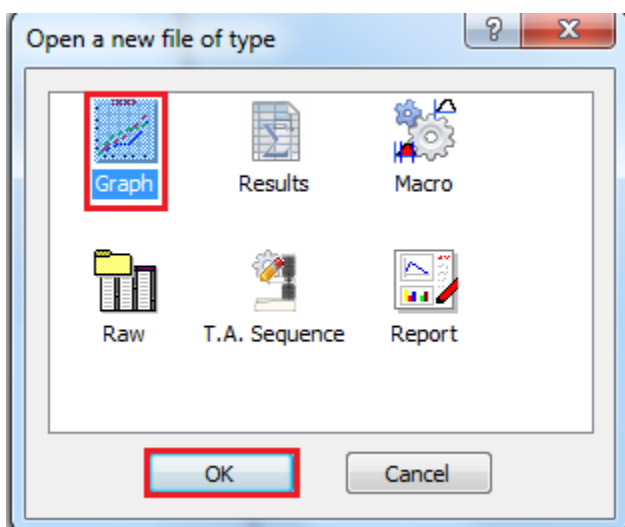 Open a new file of type
Graph
Results
Macro
Raw
T.A. Sequence
Report
OK
Cancel